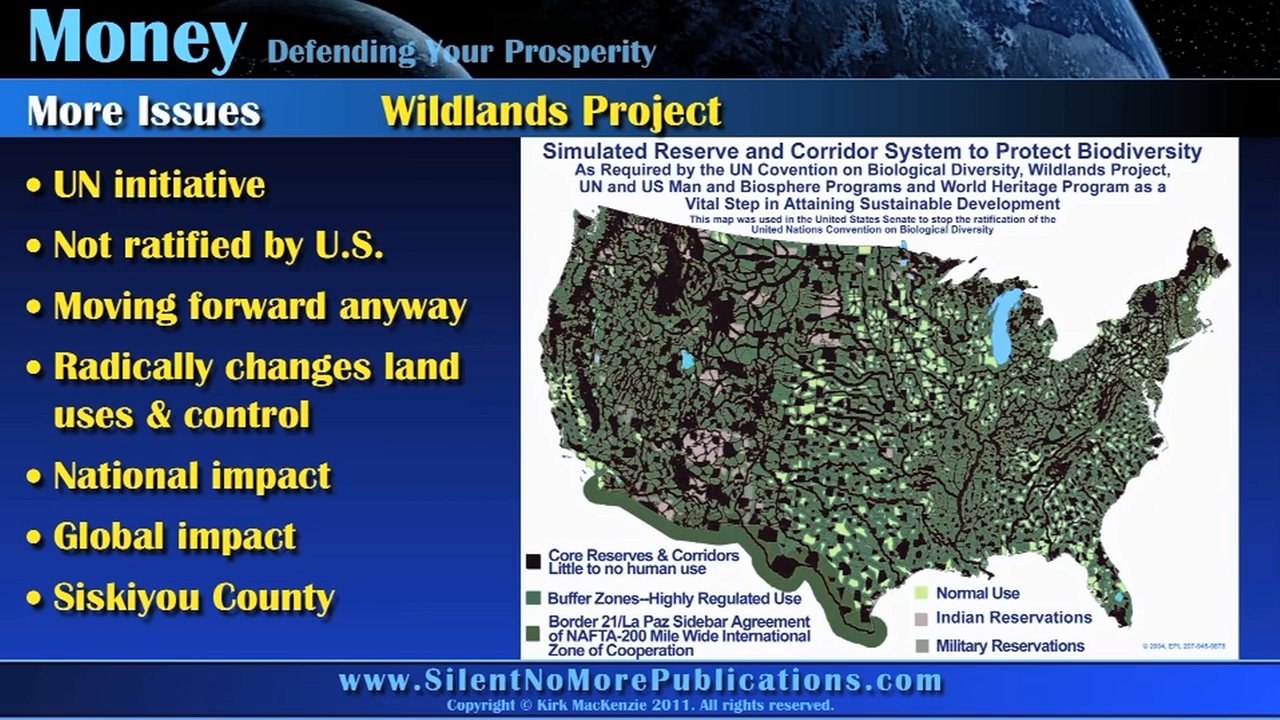 Money Defending Your Prosperity
More Issues Wildlands Project
• UN initiative
• Not ratified by U.S.
• Moving forward anyway
• Radically changes land
uses & control
• National impact
• Global impact
• Siskiyou County
Simulated Reserve and Corridor System to Protect Biodiversity
As Required by the UN Covention on Biological Diversity, Wildlands Project,
UN and US Man and Biosphere Programs and World Heritage Program as a
Vital Step in Attaining Sustainable Development
This map was used in the United States Senate to stop the ratification of the
United Nations Convention on Biological Diversity
Core Reserves & Corridors
Little to no human use
Buffer Zones--Highly Regulated Use
Border 21/La Paz Sidebar Agreement
of NAFTA-200 Mile Wide International
Zone of Cooperation
Normal Use
Indian Reservations
Military Reservations
© 2004, EPI,
www.SilentNoMorePublications.com
Copyright © Kirk MacKenzie 2011. All rights reserved.